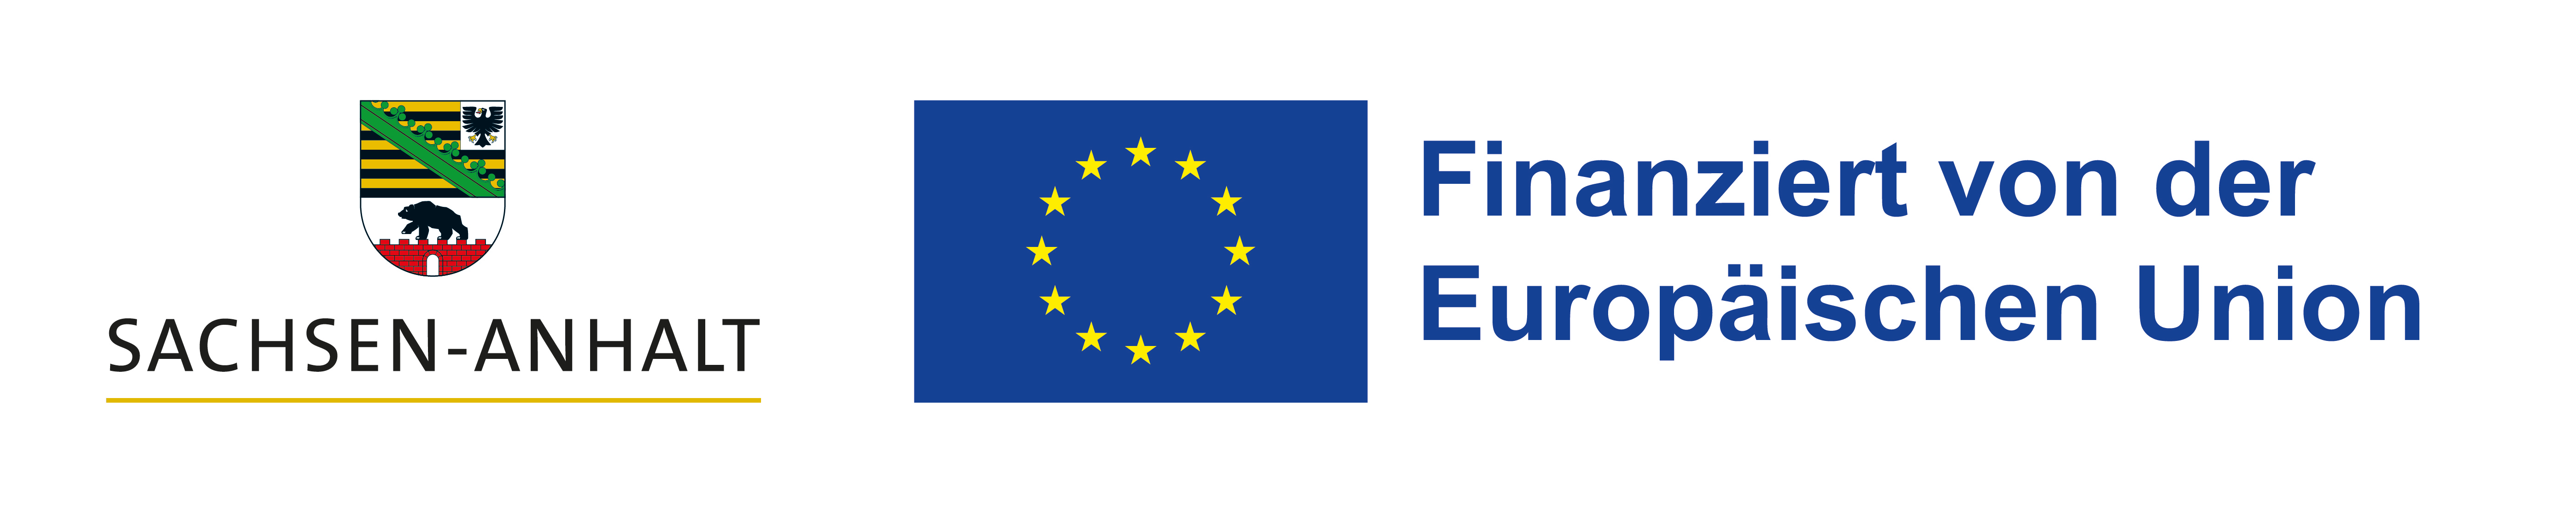 SACHSEN-ANHALT
Finanziert von der
Europäischen Union